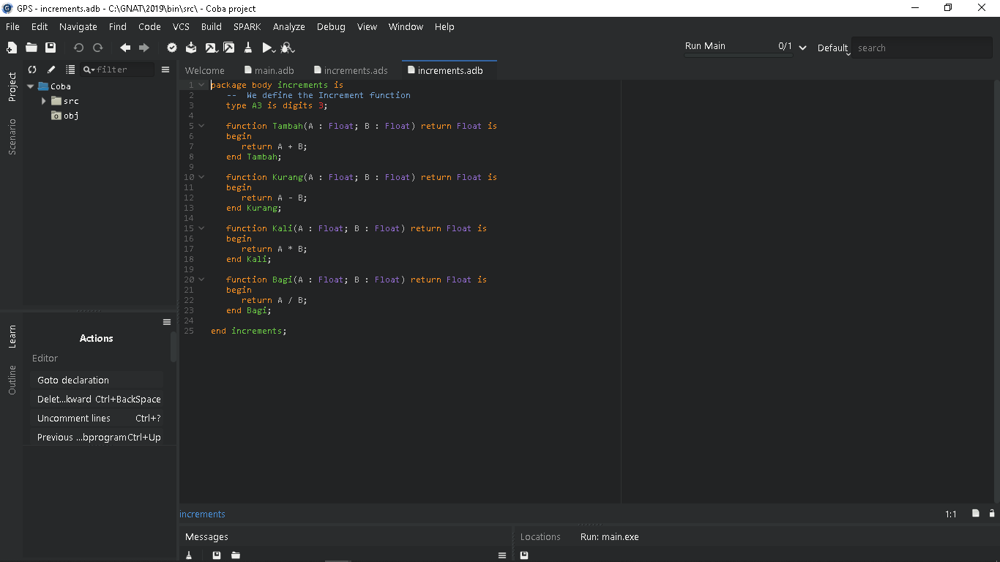 GPS - increments.adb - C:\GNAT\2019\bin\src\ - Coba project
File Edit Navigate Find Code VCS Build SPARK Analyze Debug View Window Help
Run Main 0/1 Default search
Project
Scenario
filter
Coba
src
obj
Welcome main.adb increments.ads increments.adb
1 package body increments is
2 -- We define the Increment function
3 type A3 is digits 3;
4
5 function Tambah(A : Float; B : Float) return Float is
6 begin
7 return A + B;
8 end Tambah;
9
10 function Kurang(A : Float; B : Float) return Float is
11 begin
12 return A - B;
13 end Kurang;
14
15 function Kali(A : Float; B : Float) return Float is
16 begin
17 return A * B;
18 end Kali;
19
20 function Bagi(A : Float; B : Float) return Float is
21 begin
22 return A / B;
23 end Bagi;
24
25 end increments;
Learn
Outline
Actions
Editor
Goto declaration
Delet...kward Ctrl+BackSpace
Uncomment lines Ctrl+?
Previous ...bprogram Ctrl+Up
increments 1:1
Messages
Locations Run: main.exe